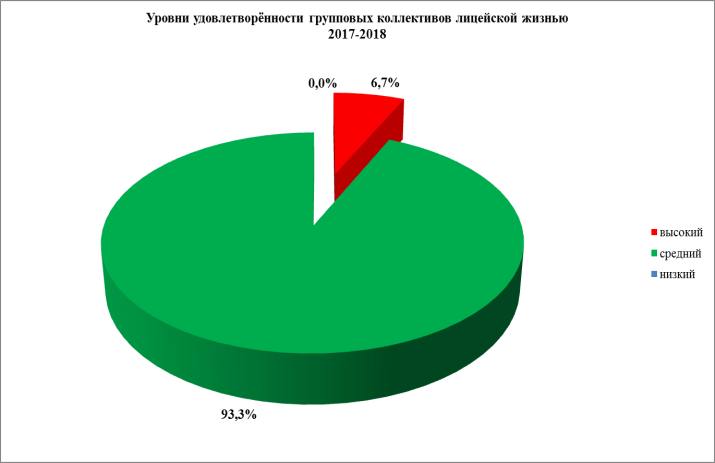 Уровни удовлетворённости групповых коллективов лицейской жизнью
2017-2018
0,0%
6,7%
высокий
средний
низкий
93,3%